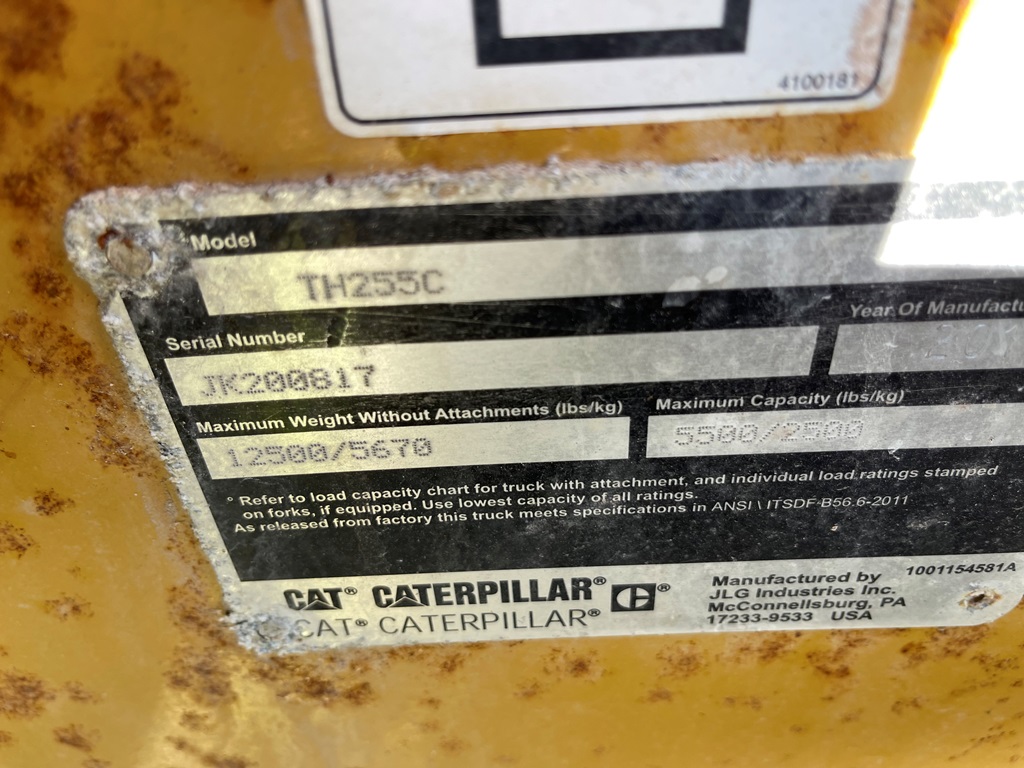 4100181
Model
TH255C
Serial Number
JK200817
Year Of Manufactu
Maximum Weight Without Attachments (lbs/kg)
12500/5670
Maximum Capacity (lbs/kg)
5500/2500
° Refer to load capacity chart for truck with attachment, and individual load ratings stamped
on forks, if equipped. Use lowest capacity of all ratings.
As released from factory this truck meets specifications in ANSI \ ITSDF B56.6-2011
CAT® CATERPILLAR® C ®
CAT® CATERPILLAR®
Manufactured by
JLG Industries Inc.
McConnellsburg, PA
17233-9533 USA
1001154581A